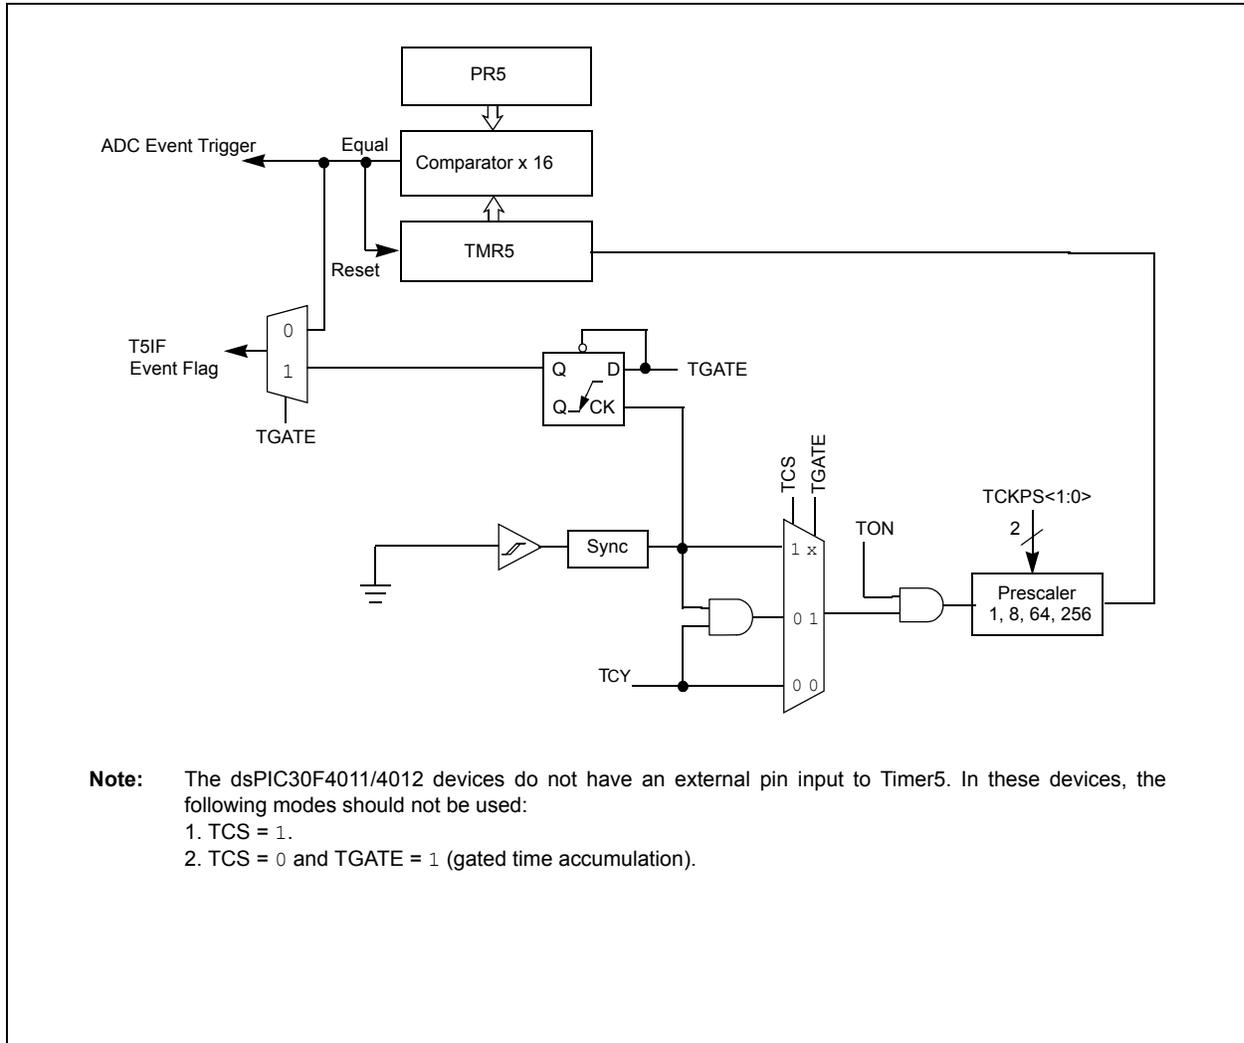 PR5
ADC Event Trigger
Equal
Comparator x 16
TMR5
Reset
0
T5IF
Event Flag
1
TGATE
Q
D
TGATE
Q
CK
TCS
TGATE
TCKPS<1:0>
2
TON
Sync
1 x
Prescaler
1, 8, 64, 256
0 1
TCY
0 0
Note: The dsPIC30F4011/4012 devices do not have an external pin input to Timer5. In these devices, the
following modes should not be used:
1. TCS = 1.
2. TCS = 0 and TGATE = 1 (gated time accumulation).